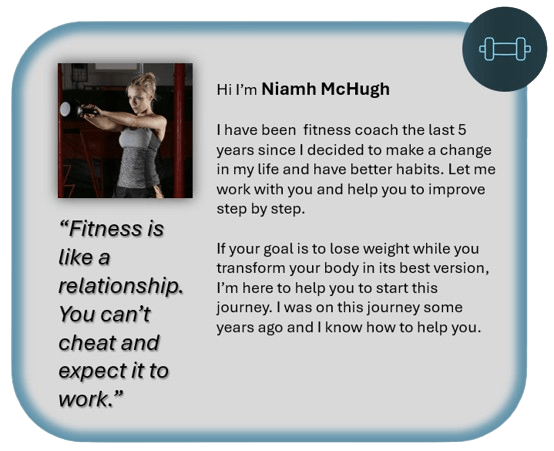 Hi I’m Niamh McHugh
I have been fitness coach the last 5
years since I decided to make a change
in my life and have better habits. Let me
work with you and help you to improve
step by step.
If your goal is to lose weight while you
transform your body in its best version,
I’m here to help you to start this
journey. I was on this journey some
years ago and I know how to help you.
“Fitness is
like a
relationship.
You can’t
cheat and
expect it to
work.”